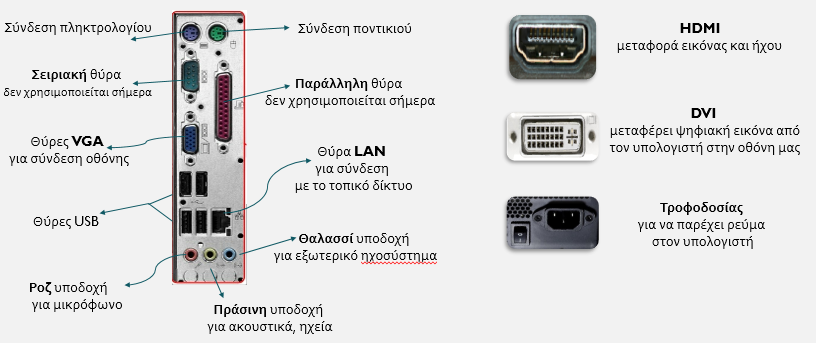 Σύνδεση πληκτρολογίου
Σύνδεση ποντικιού
Σειριακή θύρα
δεν χρησιμοποιείται σήμερα
Παράλληλη θύρα
δεν χρησιμοποιείται σήμερα
Θύρες VGA
για σύνδεση οθόνης
Θύρα LAN
για σύνδεση
με το τοπικό δίκτυο
Θύρες USB
Θαλασσί υποδοχή
για εξωτερικό ηχοσύστημα
Ροζ υποδοχή
για μικρόφωνο
Πράσινη υποδοχή
για ακουστικά, ηχεία
HDMI
μεταφορά εικόνας και ήχου
DVI
μεταφέρει ψηφιακή εικόνα από
τον υπολογιστή στην οθόνη μας
Τροφοδοσίας
για να παρέχει ρεύμα
στον υπολογιστή